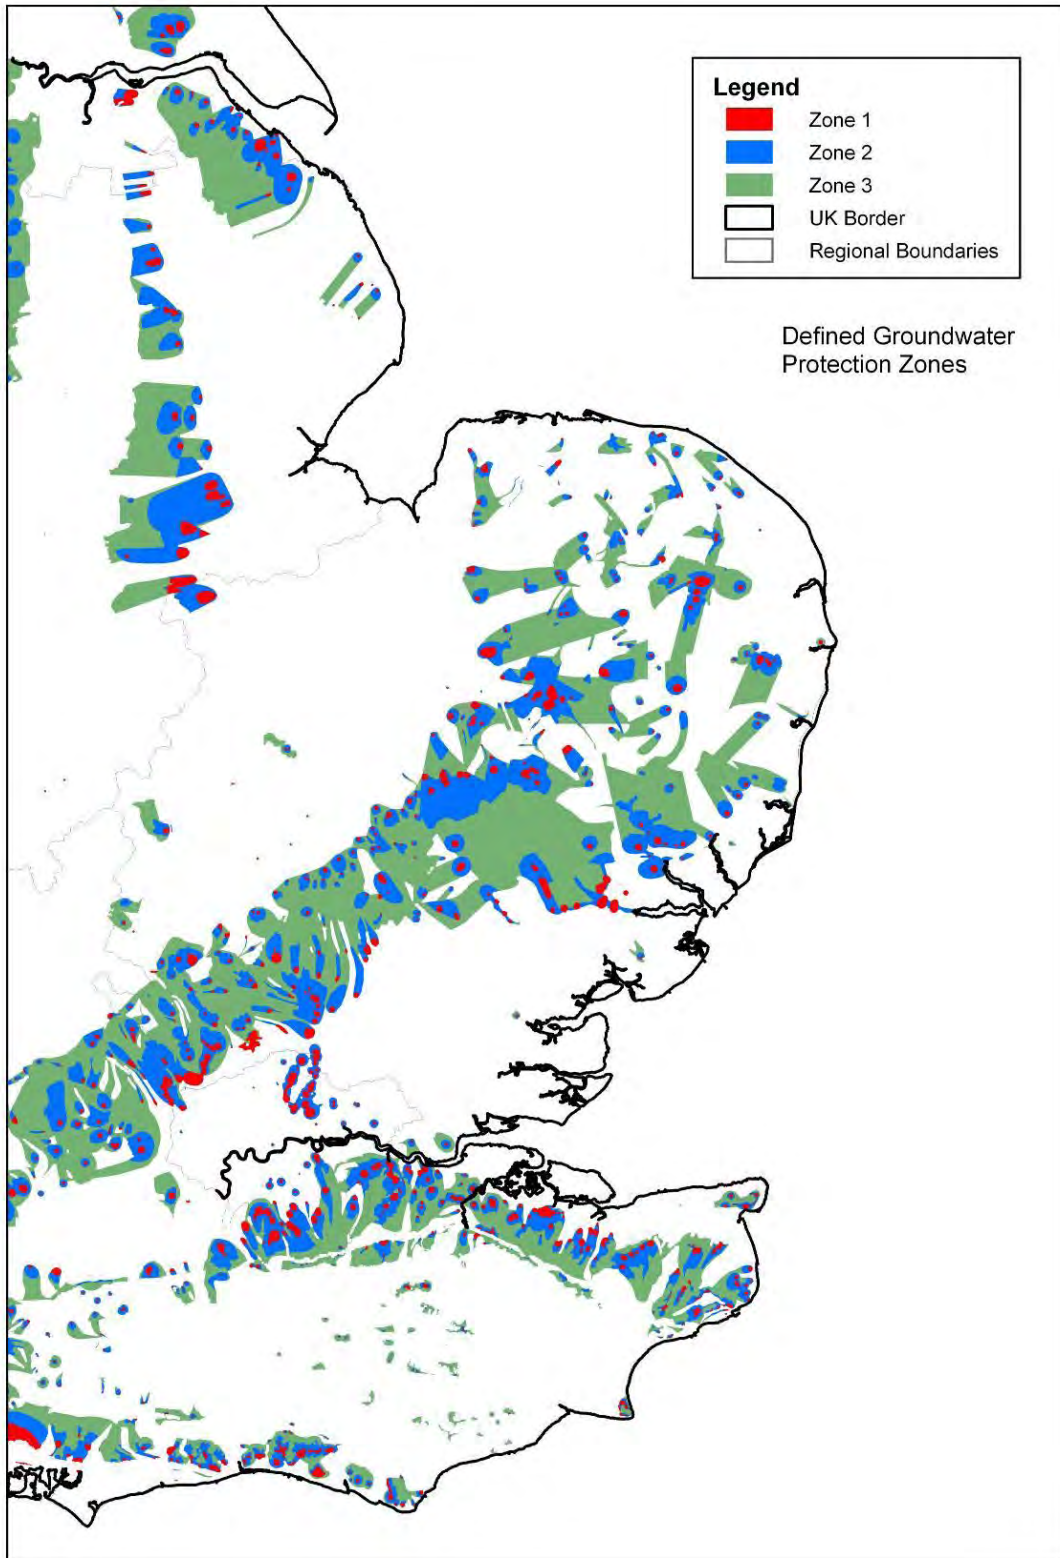 Legend
Zone 1
Zone 2
Zone 3
UK Border
Regional Boundaries
Defined Groundwater
Protection Zones